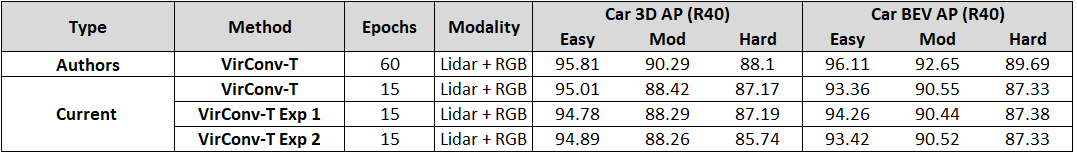 Type Method Epochs Modality Car 3D AP (R40) Car BEV AP (R40)
Easy Mod Hard Easy Mod Hard
Authors VirConv-T 60 Lidar + RGB 95.81 90.29 88.1 96.11 92.65 89.69
Current VirConv-T 15 Lidar + RGB 95.01 88.42 87.17 93.36 90.55 87.33
VirConv-T Exp 1 15 Lidar + RGB 94.78 88.29 87.19 94.26 90.44 87.38
VirConv-T Exp 2 15 Lidar + RGB 94.89 88.26 85.74 93.42 90.52 87.33